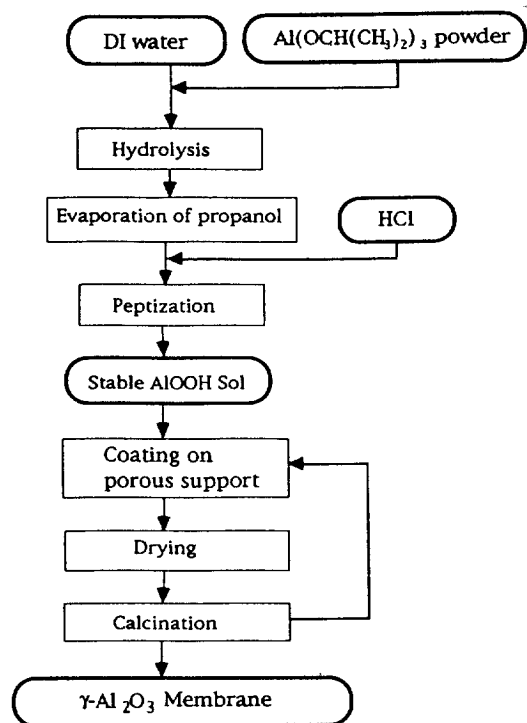 DI water
Al(OCH(CH₃)₂)₃ powder
Hydrolysis
Evaporation of propanol
HCl
Peptization
Stable AlOOH Sol
Coating on
porous support
Drying
Calcination
γ-Al₂O₃ Membrane